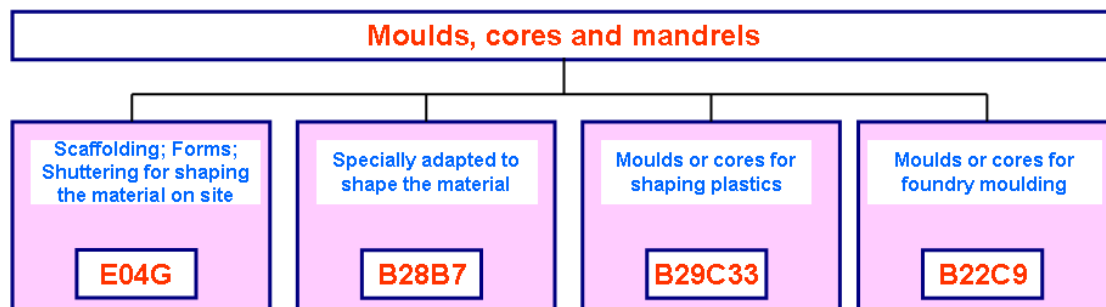 Moulds, cores and mandrels
Scaffolding; Forms;
Shuttering for shaping
the material on site
E04G
Specially adapted to
shape the material
B28B7
Moulds or cores for
shaping plastics
B29C33
Moulds or cores for
foundry moulding
B22C9